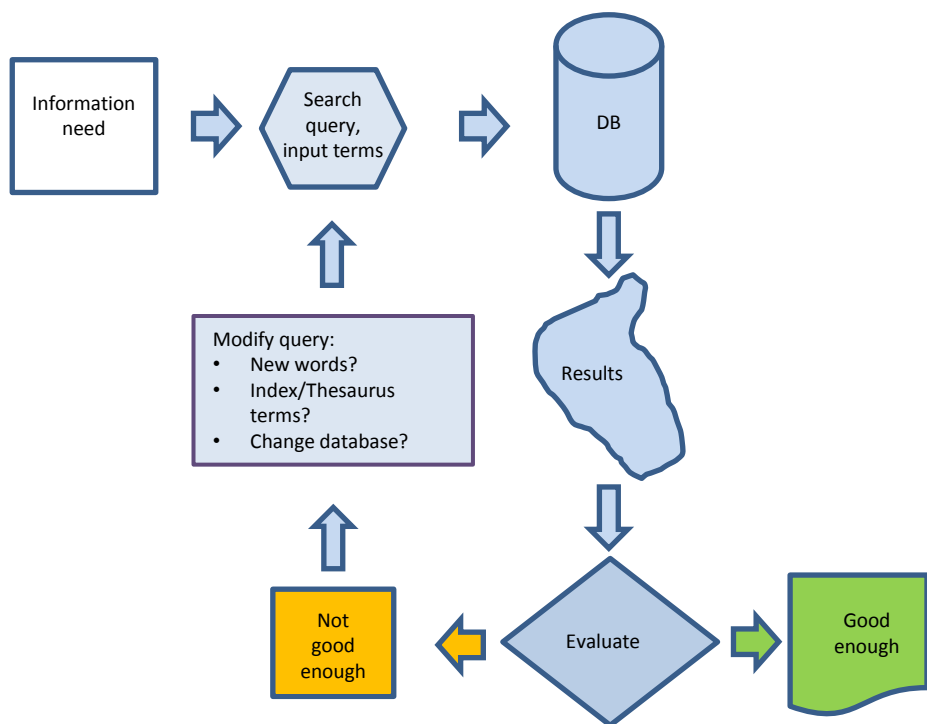 Information
need
Search
query,
input terms
DB
Modify query:
• New words?
• Index/Thesaurus
terms?
• Change database?
Results
Not
good
enough
Evaluate
Good
enough